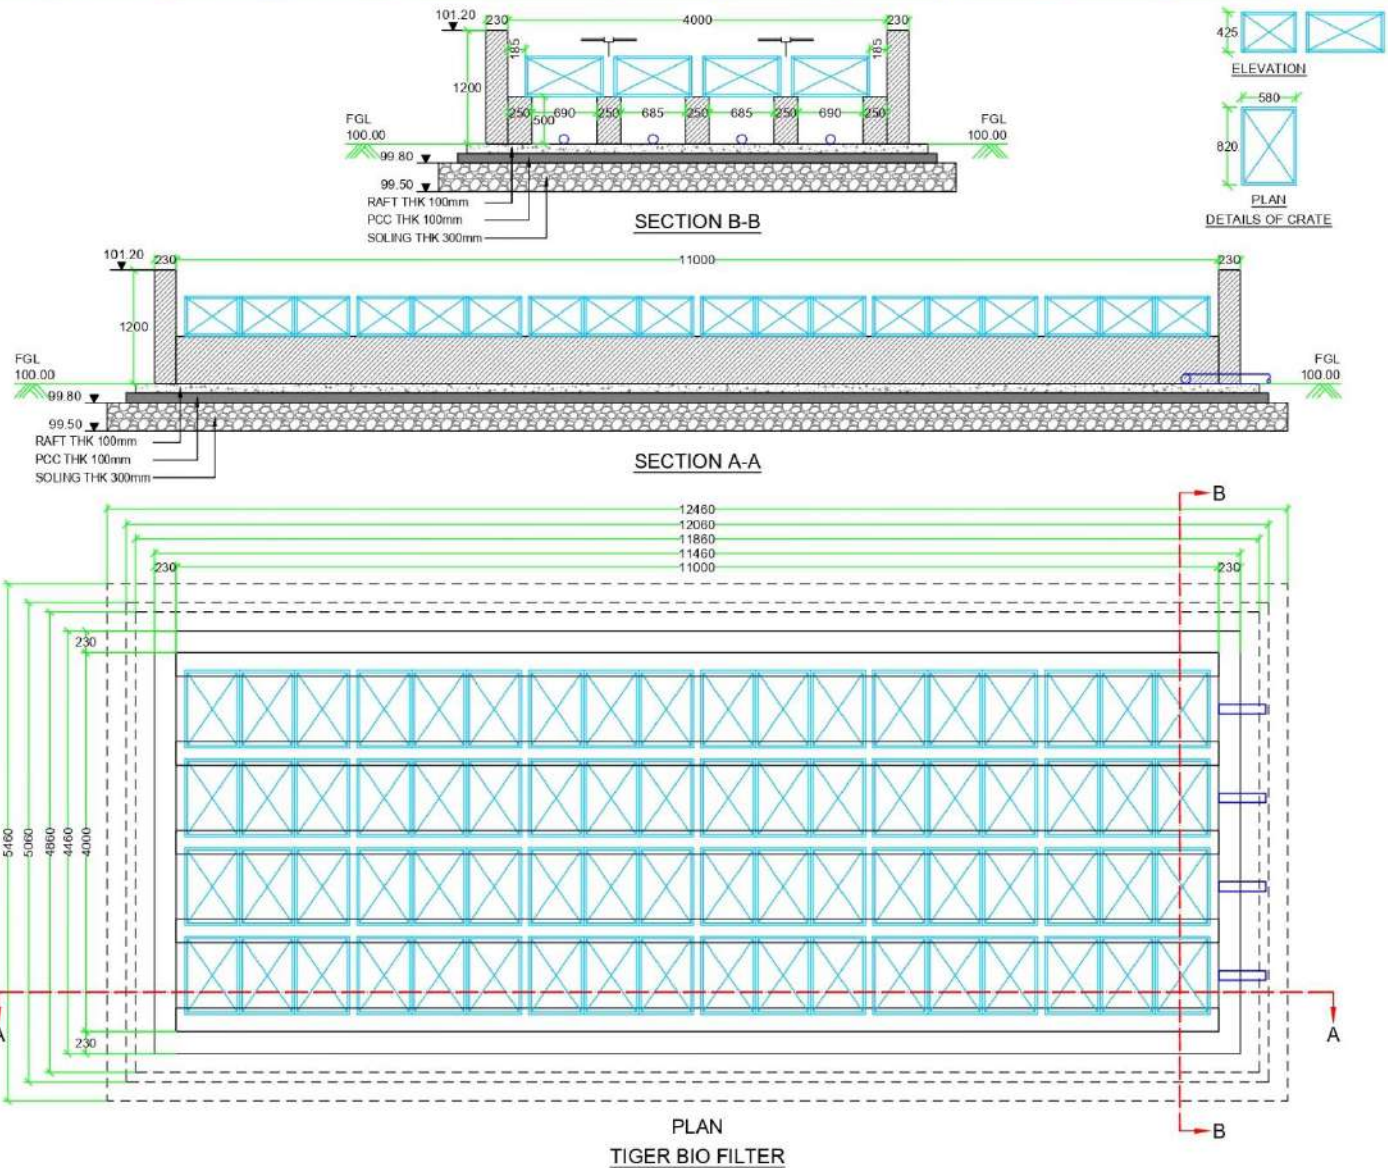 101.20 230 4000 230
185 185
1200
250 690 250 685 250 685 250 690 250
500
FGL
100.00
FGL
100.00
99.80
99.50
RAFT THK 100mm
PCC THK 100mm
SOLING THK 300mm
SECTION B-B
425
ELEVATION
580
820
PLAN
DETAILS OF CRATE
101.20 230 11000 230
1200
FGL
100.00
FGL
100.00
99.80
99.50
RAFT THK 100mm
PCC THK 100mm
SOLING THK 300mm
SECTION A-A
B
12460
12060
11860
11460
230 11000 230
230
5460
5060
4860
4460
4000
230
A
A
B
PLAN
TIGER BIO FILTER